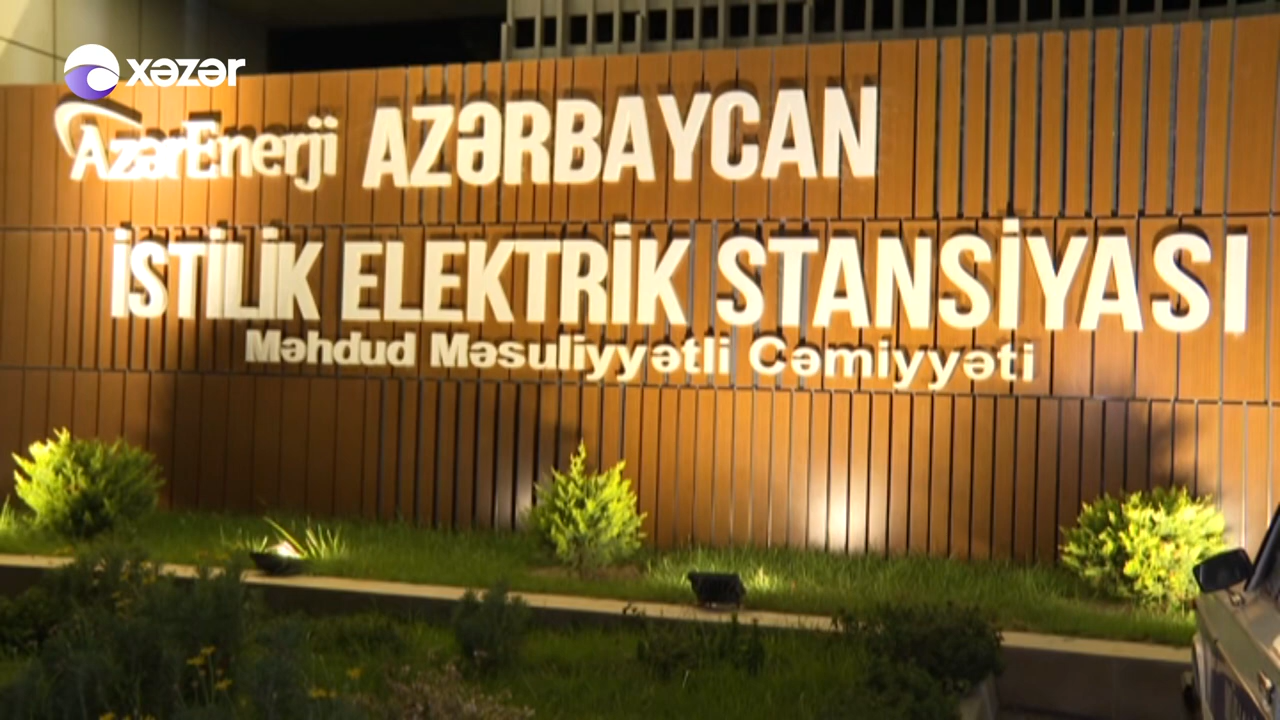 xəzər
AzərEnerji AZƏRBAYCAN
İSTİLİK ELEKTRİK STANSİYASI
Məhdud Məsuliyyətli Cəmiyyəti